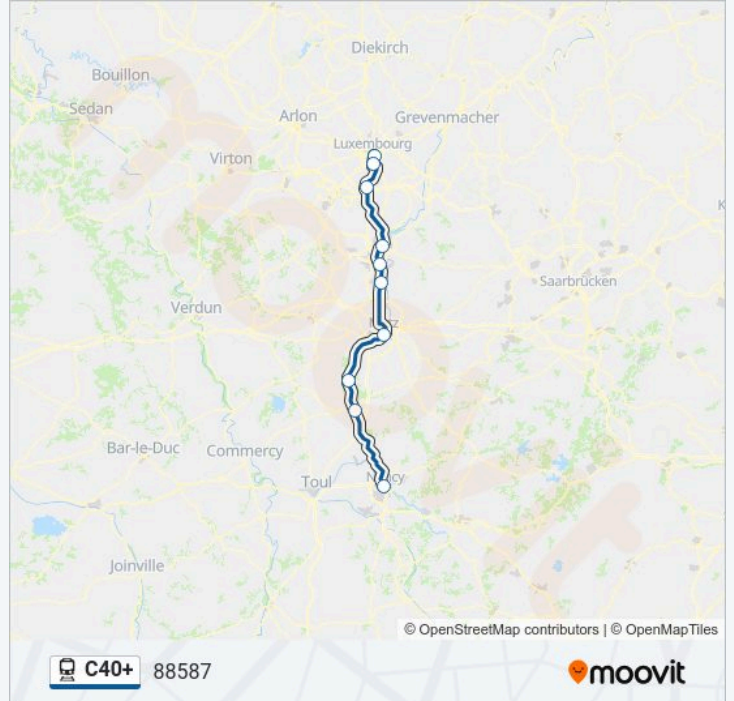 Diekirch
Bouillon
Sedan
Arlon
Grevenmacher
Luxembourg
Virton
K
Saarbrücken
Verdun
Bar-le-Duc
Commercy
Toul
Joinville
© OpenStreetMap contributors | © OpenMapTiles
C40+ 88587
moovit